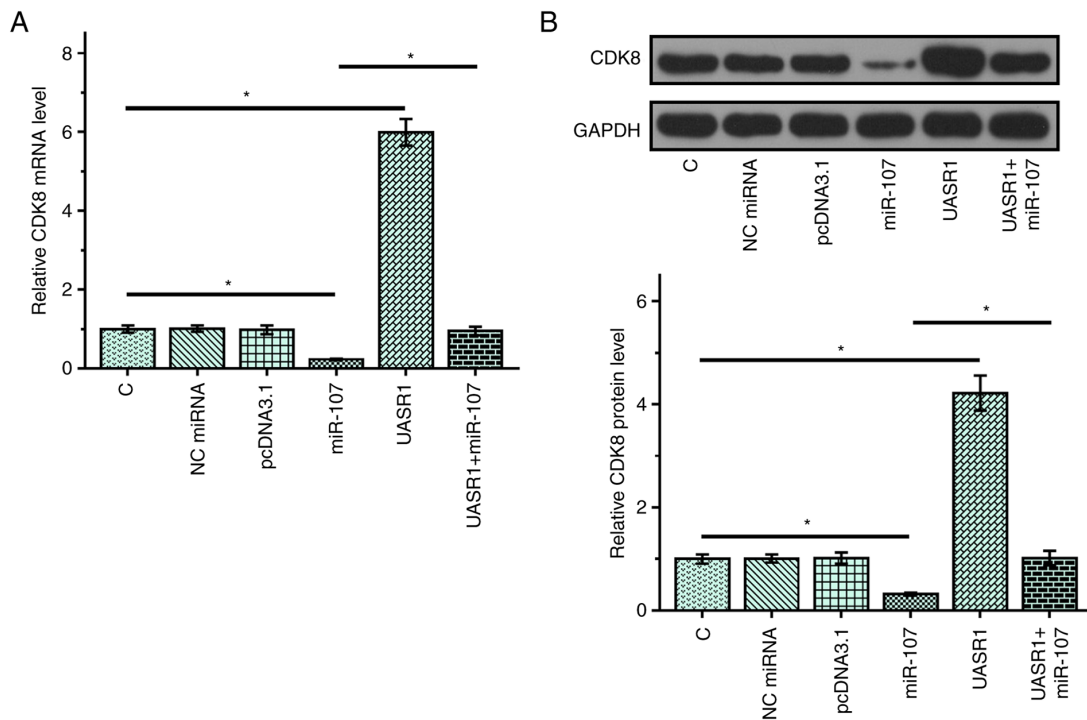 A
Relative CDK8 mRNA level
8
6
4
2
0
*
*
*
C
NC miRNA
pcDNA3.1
miR-107
UASR1
UASR1+miR-107
B
CDK8
GAPDH
C
NC miRNA
pcDNA3.1
miR-107
UASR1
UASR1+
miR-107
Relative CDK8 protein level
6
4
2
0
*
*
*
C
NC miRNA
pcDNA3.1
miR-107
UASR1
UASR1+
miR-107